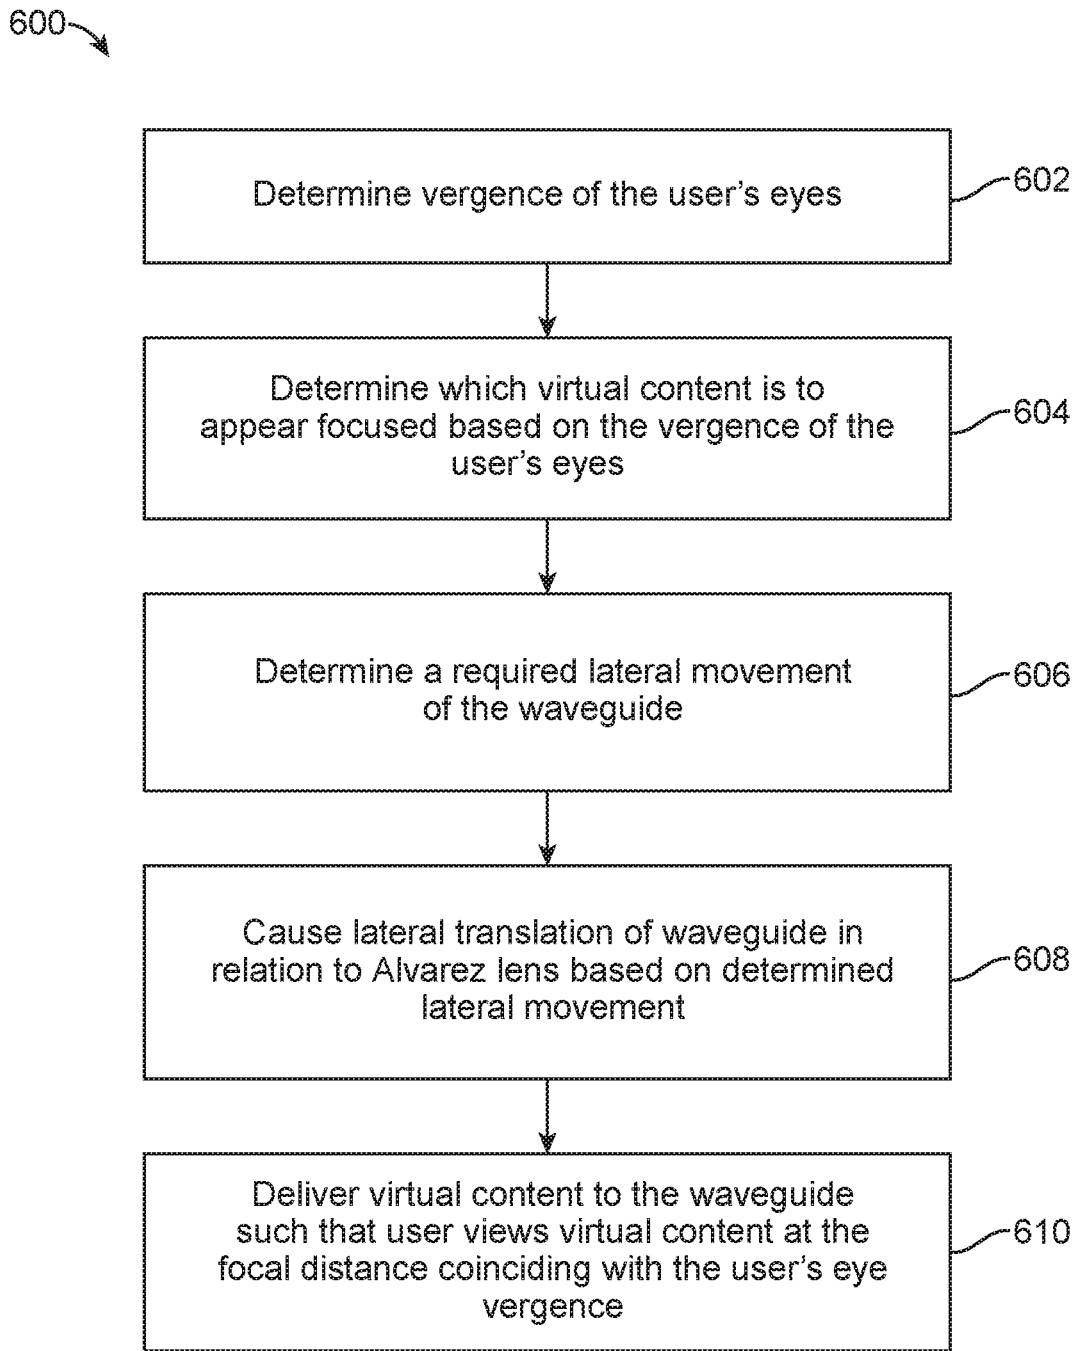 600
Determine vergence of the user's eyes
602
Determine which virtual content is to
appear focused based on the vergence of the
user's eyes
604
Determine a required lateral movement
of the waveguide
606
Cause lateral translation of waveguide in
relation to Alvarez lens based on determined
lateral movement
608
Deliver virtual content to the waveguide
such that user views virtual content at the
focal distance coinciding with the user's eye
vergence
610